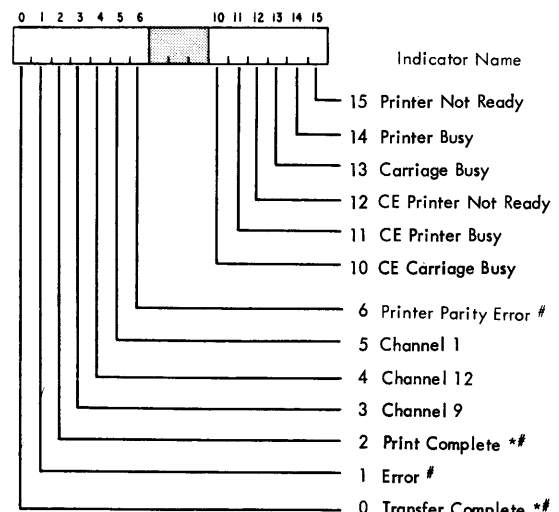 0 1 2 3 4 5 6 10 11 12 13 14 15
Indicator Name
15 Printer Not Ready
14 Printer Busy
13 Carriage Busy
12 CE Printer Not Ready
11 CE Printer Busy
10 CE Carriage Busy
6 Printer Parity Error #
5 Channel 1
4 Channel 12
3 Channel 9
2 Print Complete *#
1 Error #
0 Transfer Complete *#